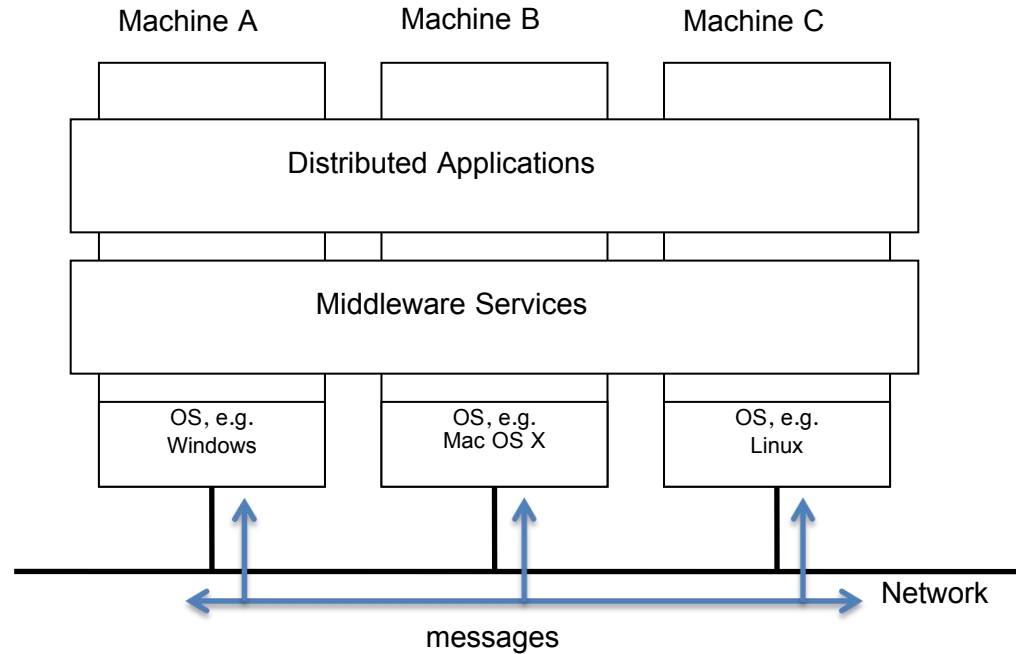 Machine A
Machine B
Machine C
Distributed Applications
Middleware Services
OS, e.g.
Windows
OS, e.g.
Mac OS X
OS, e.g.
Linux
Network
messages